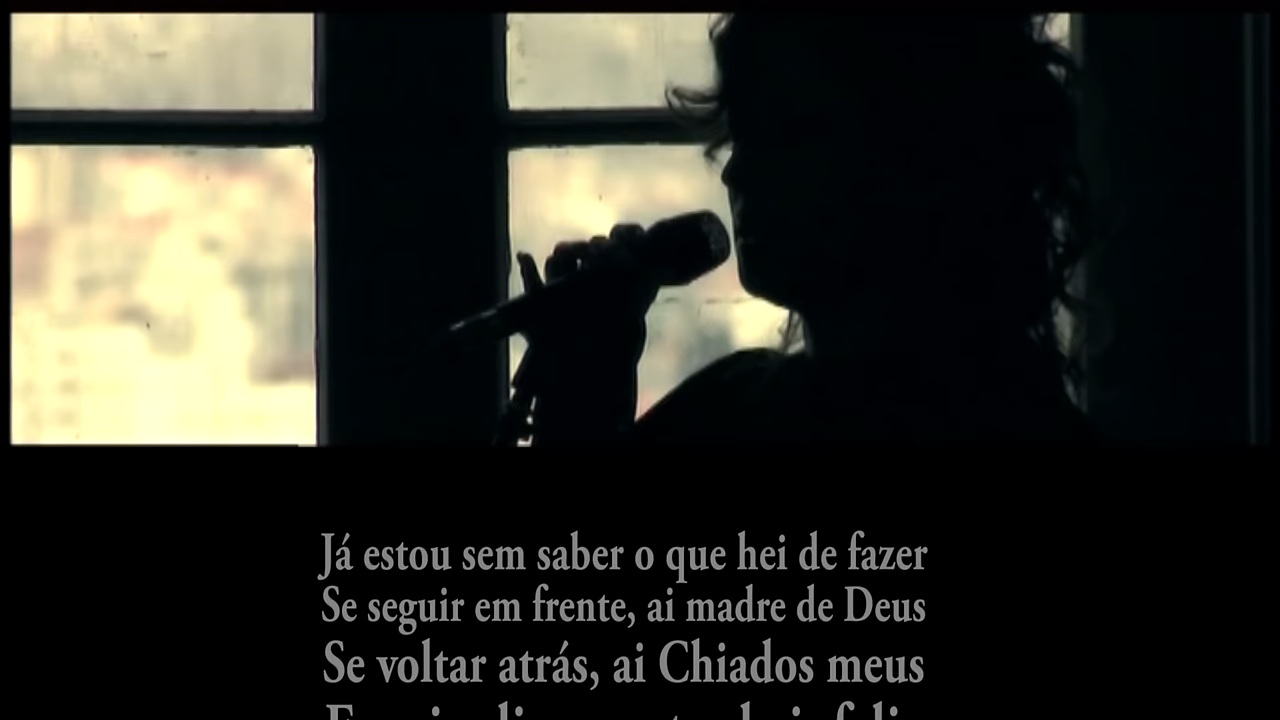 Já estou sem saber o que hei de fazer
Se seguir em frente, ai madre de Deus
Se voltar atrás, ai Chiados meus